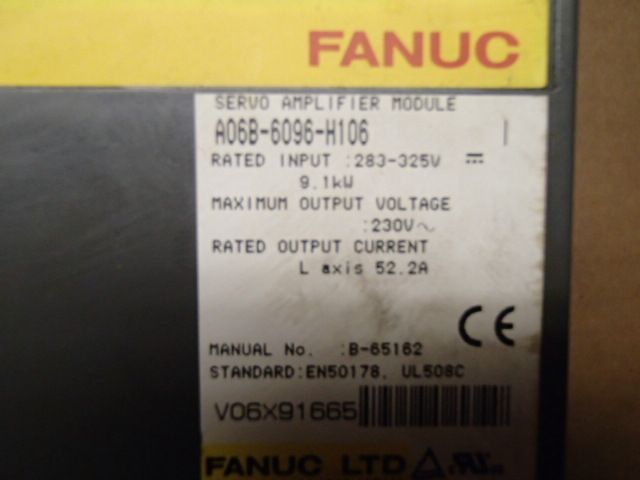 FANUC
SERVO AMPLIFIER MODULE
A06B-6096-H106 I
RATED INPUT :283-325V ⎓
9.1kW
MAXIMUM OUTPUT VOLTAGE
:230V～
RATED OUTPUT CURRENT
L axis 52.2A
CE
MANUAL No. :B-65162
STANDARD:EN50178, UL508C
V06X91665
FANUC LTD